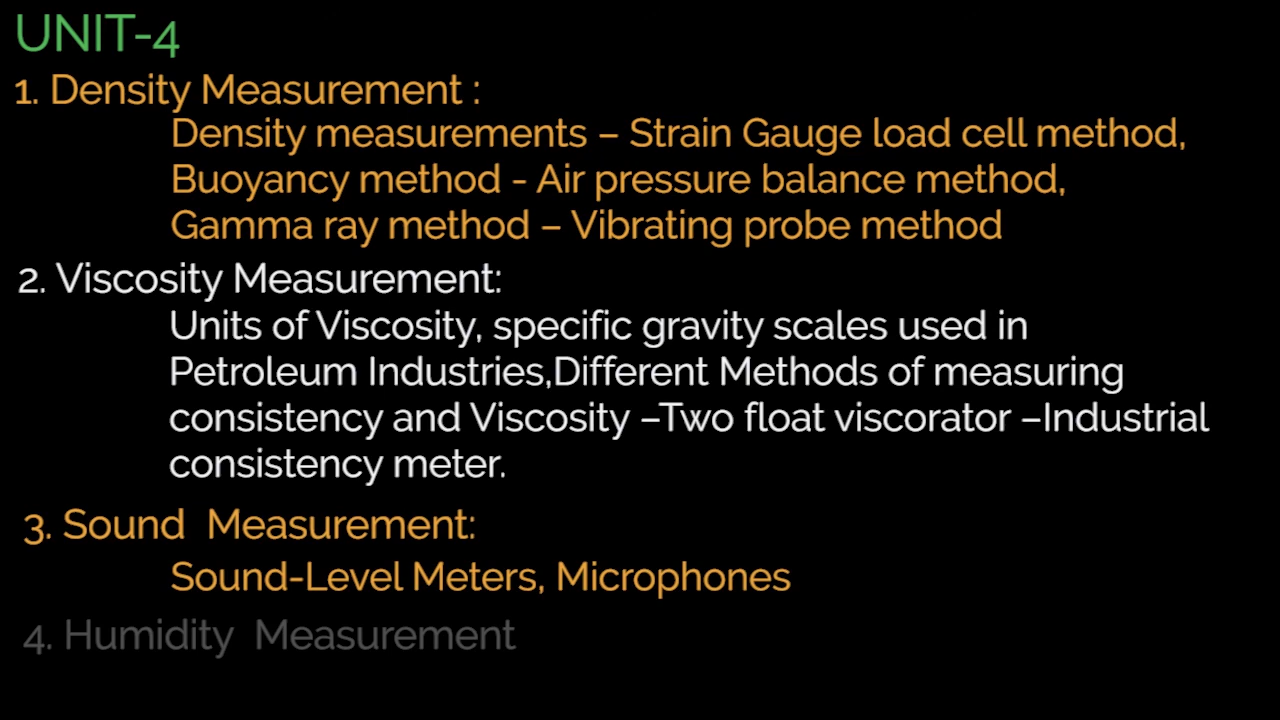 UNIT-4
1. Density Measurement :
Density measurements – Strain Gauge load cell method,
Buoyancy method - Air pressure balance method,
Gamma ray method – Vibrating probe method
2. Viscosity Measurement:
Units of Viscosity, specific gravity scales used in
Petroleum Industries,Different Methods of measuring
consistency and Viscosity –Two float viscorator –Industrial
consistency meter.
3. Sound  Measurement:
Sound-Level Meters, Microphones
4. Humidity  Measurement